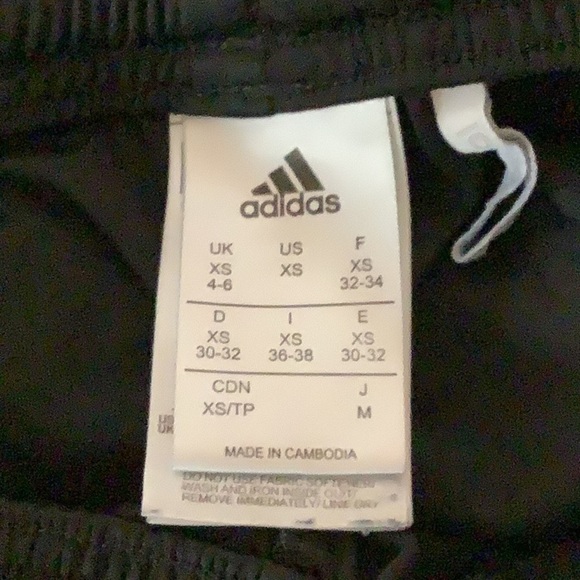 adidas
UK US F
XS XS XS
4-6 32-34
D I E
XS XS XS
30-32 36-38 30-32
CDN J
XS/TP M
MADE IN CAMBODIA
US
UK
DO NOT USE FABRIC SOFTENER/
WASH AND IRON INSIDE OUT/
REMOVE IMMEDIATELY/ LINE DRY